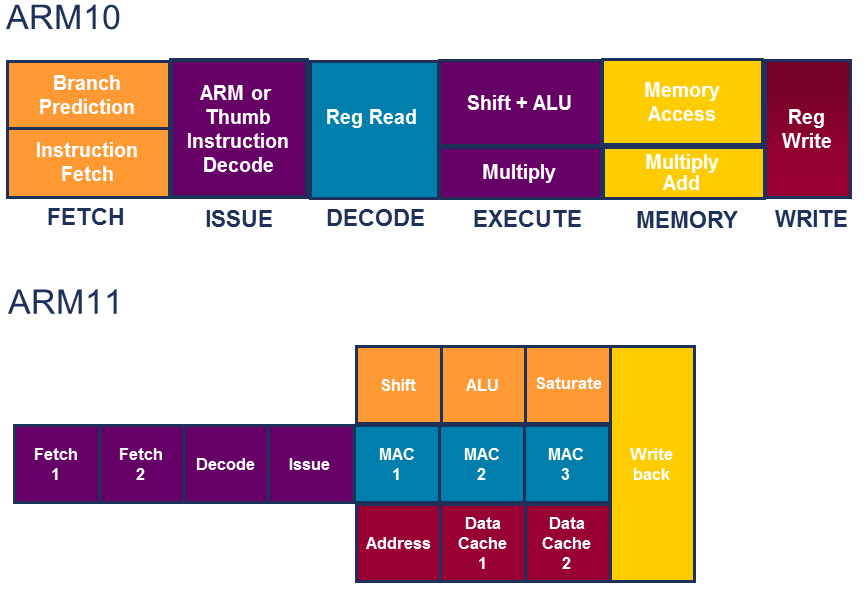 ARM10
Branch
Prediction
Instruction
Fetch
ARM or
Thumb
Instruction
Decode
Reg Read
Shift + ALU
Multiply
Memory
Access
Multiply
Add
Reg
Write
FETCH
ISSUE
DECODE
EXECUTE
MEMORY
WRITE
ARM11
Fetch
1
Fetch
2
Decode
Issue
Shift
ALU
Saturate
MAC
1
MAC
2
MAC
3
Address
Data
Cache
1
Data
Cache
2
Write
back